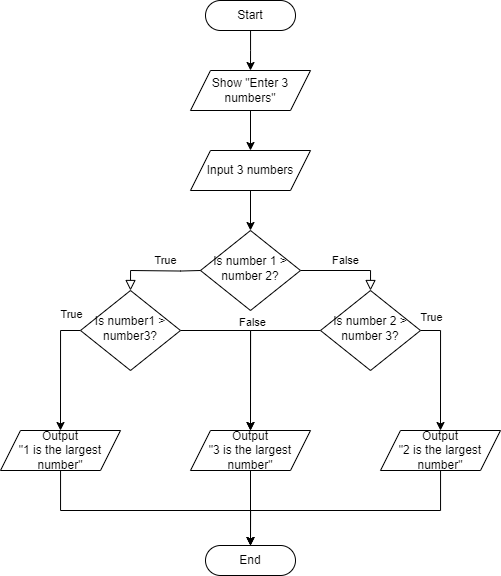 Start
Show "Enter 3
numbers"
Input 3 numbers
Is number 1 >
number 2?
True
False
Is number1 >
number3?
True
False
Is number 2 >
number 3?
True
Output
"1 is the largest
number"
Output
"3 is the largest
number"
Output
"2 is the largest
number"
End